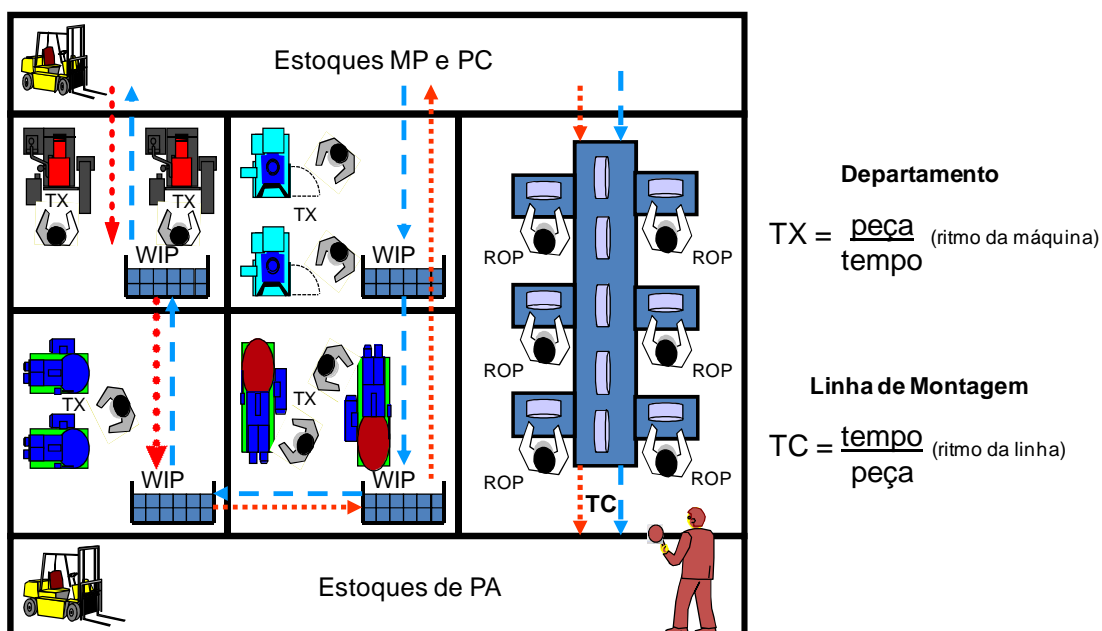 Estoques MP e PC
TX
TX
WIP
TX
WIP
TX
WIP
TX
WIP
ROP
ROP
ROP
ROP
ROP
ROP
TC
Estoques de PA
Departamento
TX = peça (ritmo da máquina)
tempo
Linha de Montagem
TC = tempo (ritmo da linha)
peça